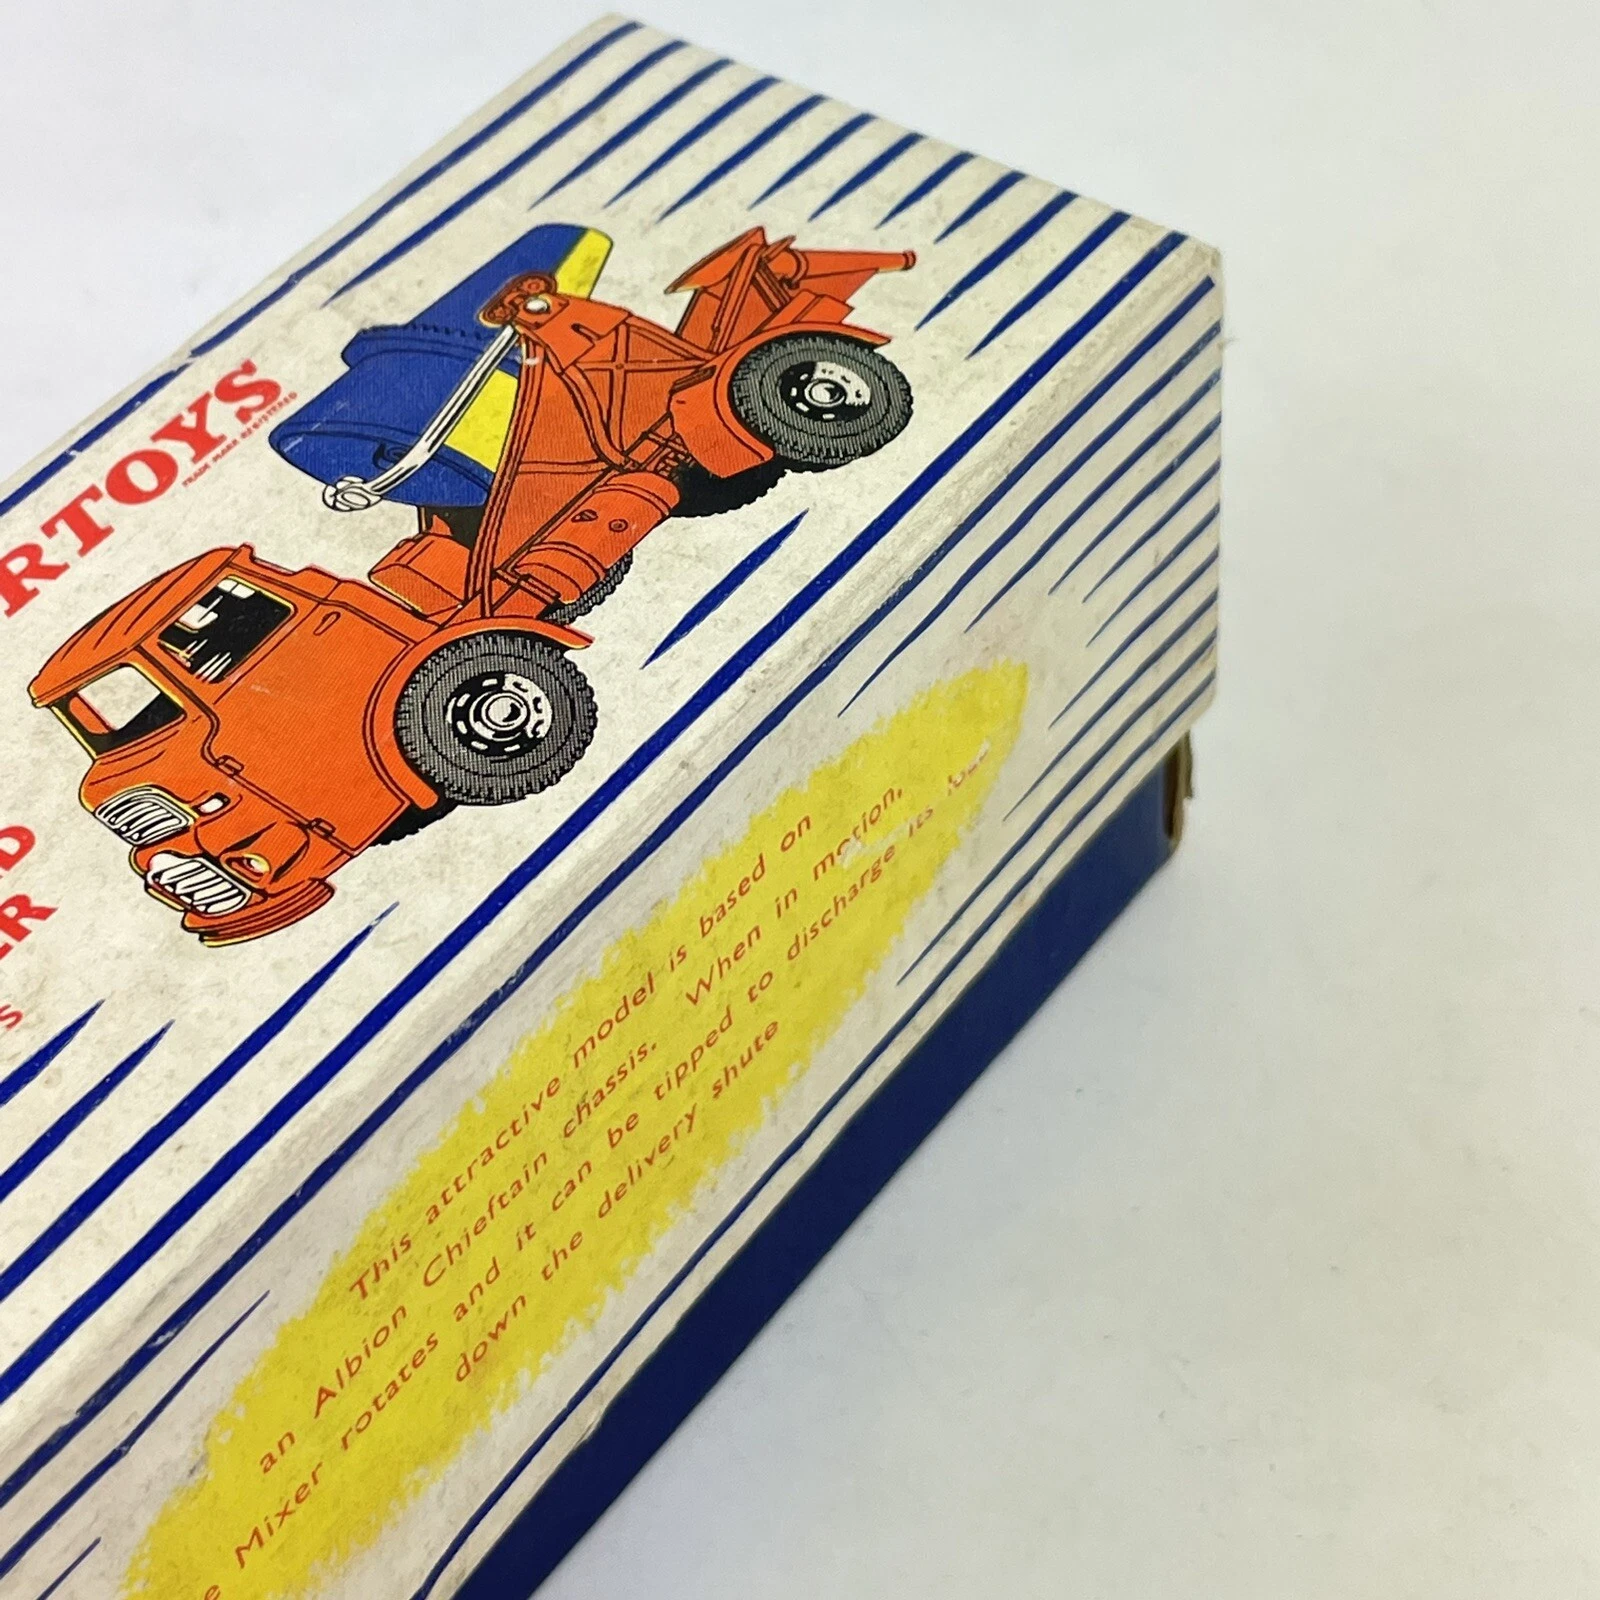 RTOYS
TRADE MARK REGISTERED
D
ER
S
This attractive model is based on
an Albion Chieftain chassis. When in motion,
e Mixer rotates and it can be tipped to discharge its
down the delivery shute